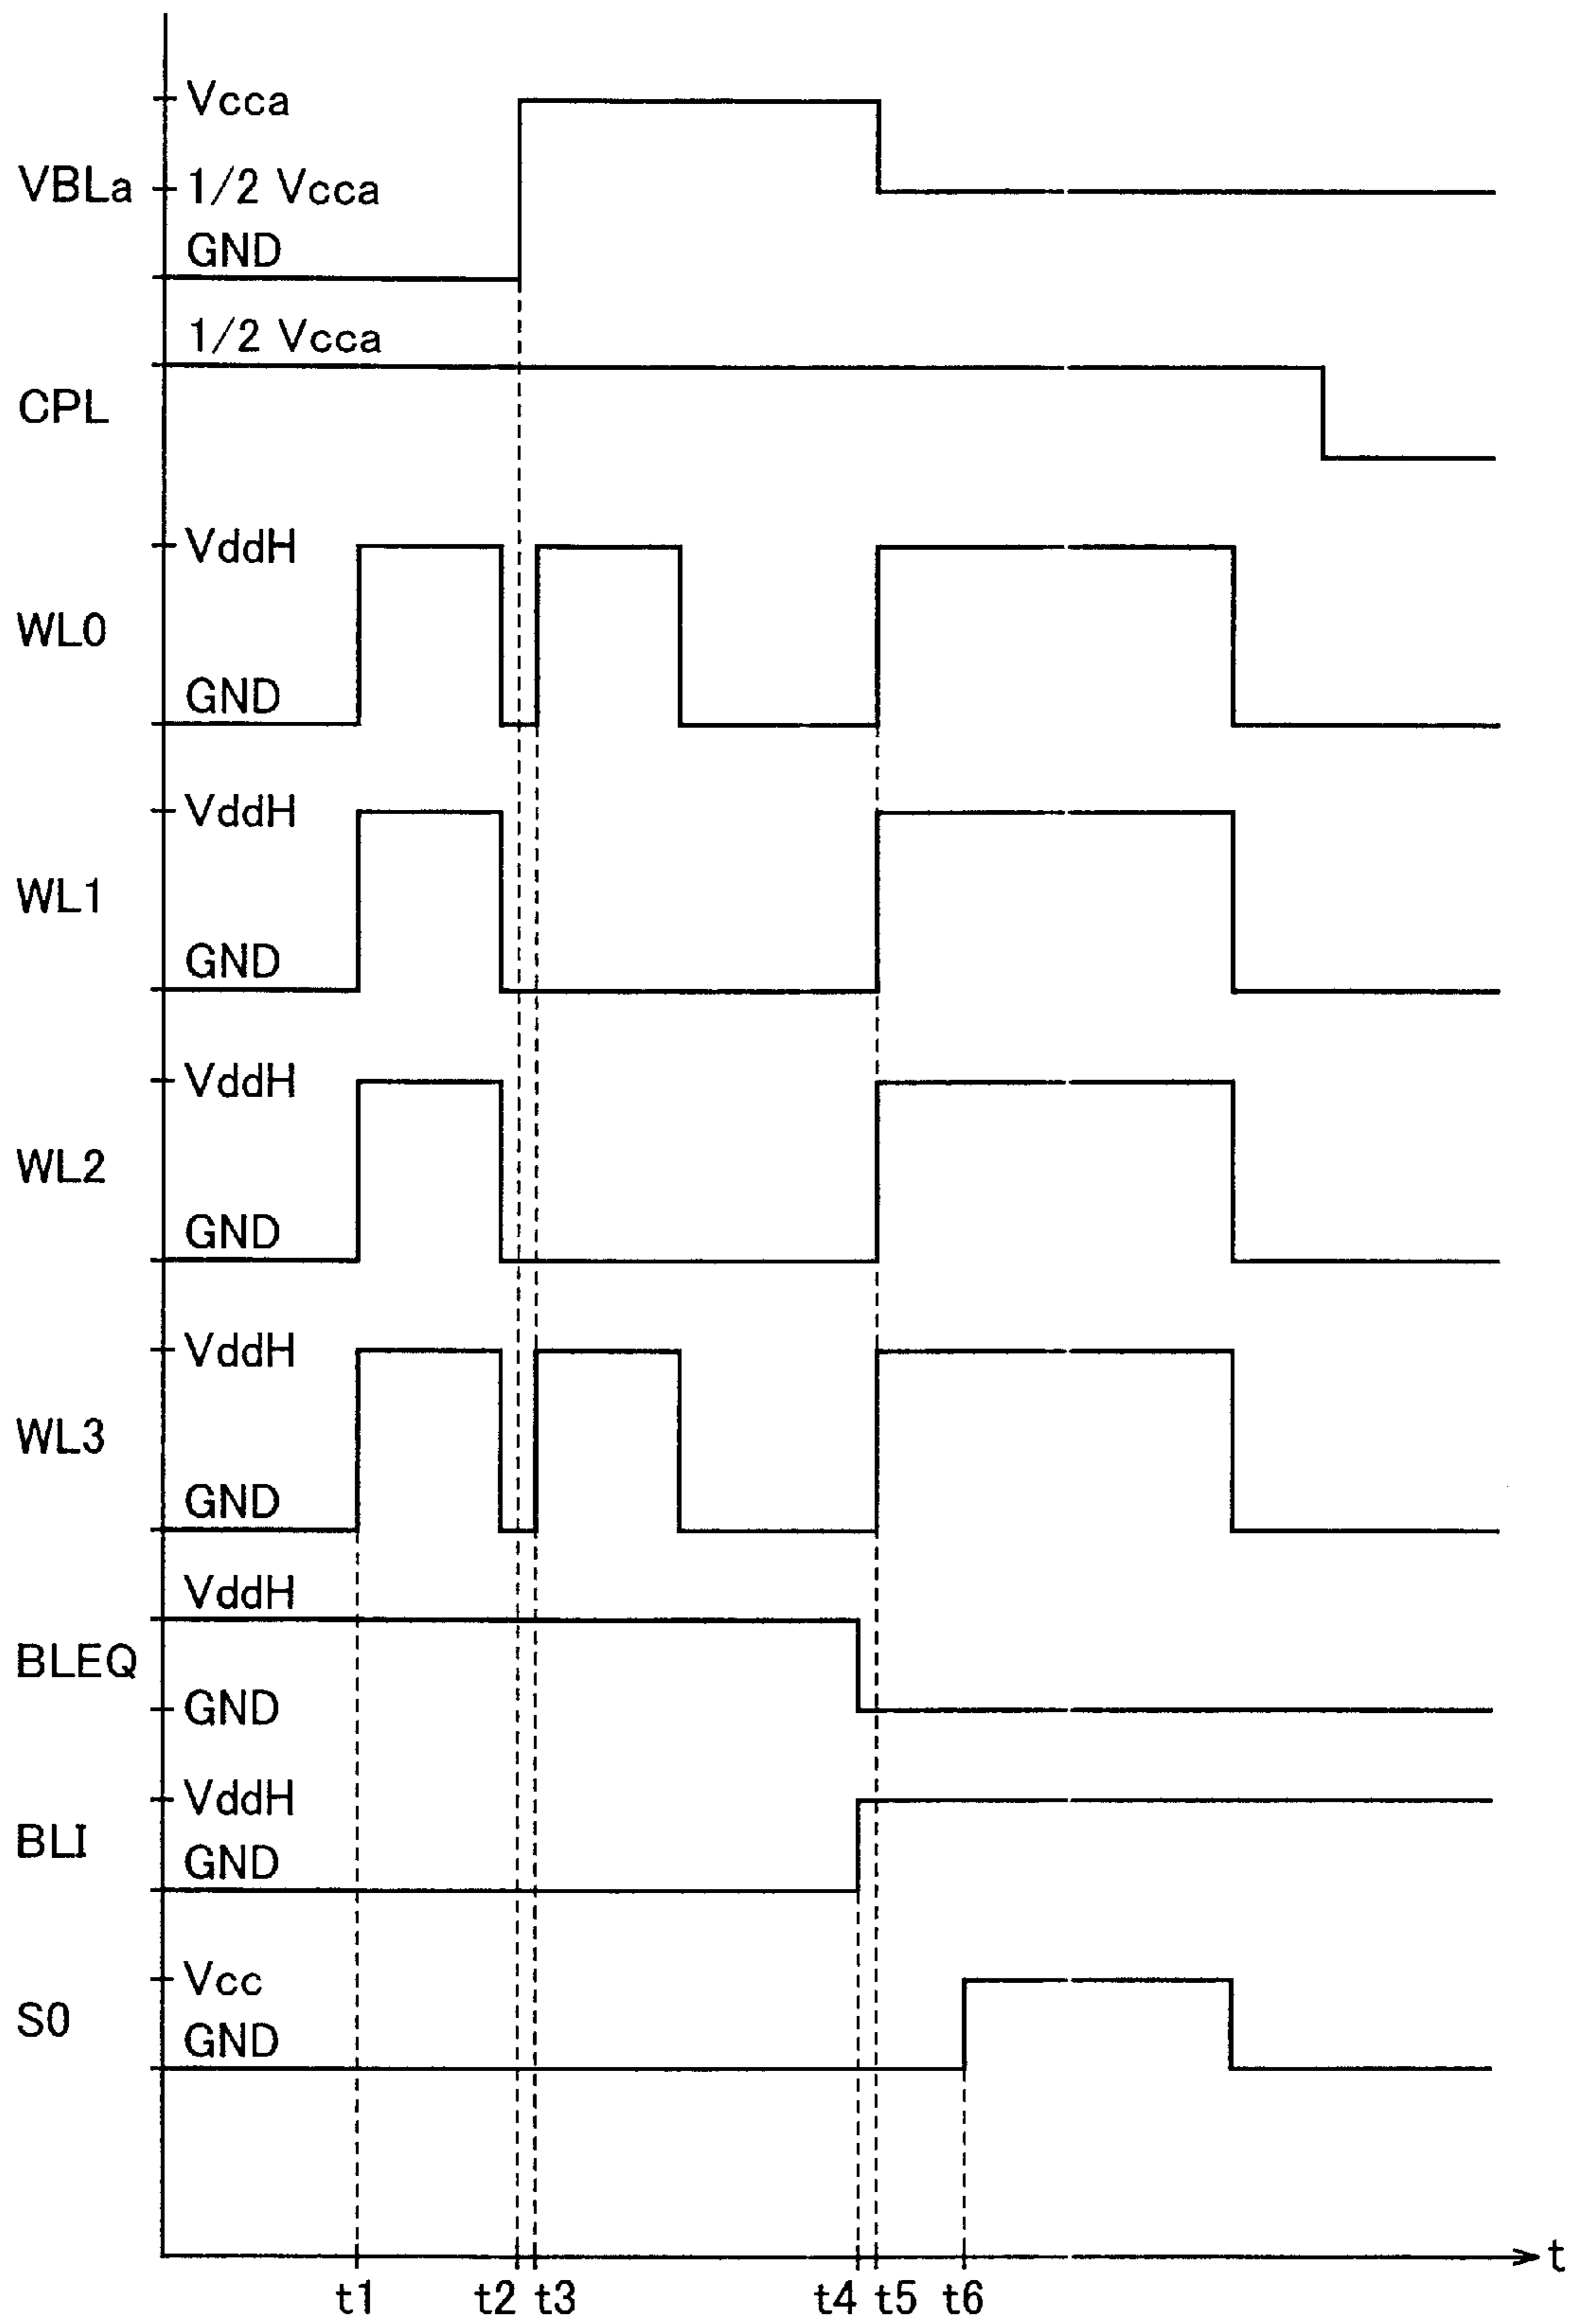 Vcca
VBLa
1/2 Vcca
GND
1/2 Vcca
CPL
VddH
WL0
GND
VddH
WL1
GND
VddH
WL2
GND
VddH
WL3
GND
VddH
BLEQ
GND
VddH
BLI
GND
Vcc
S0
GND
t
t1 t2 t3 t4 t5 t6